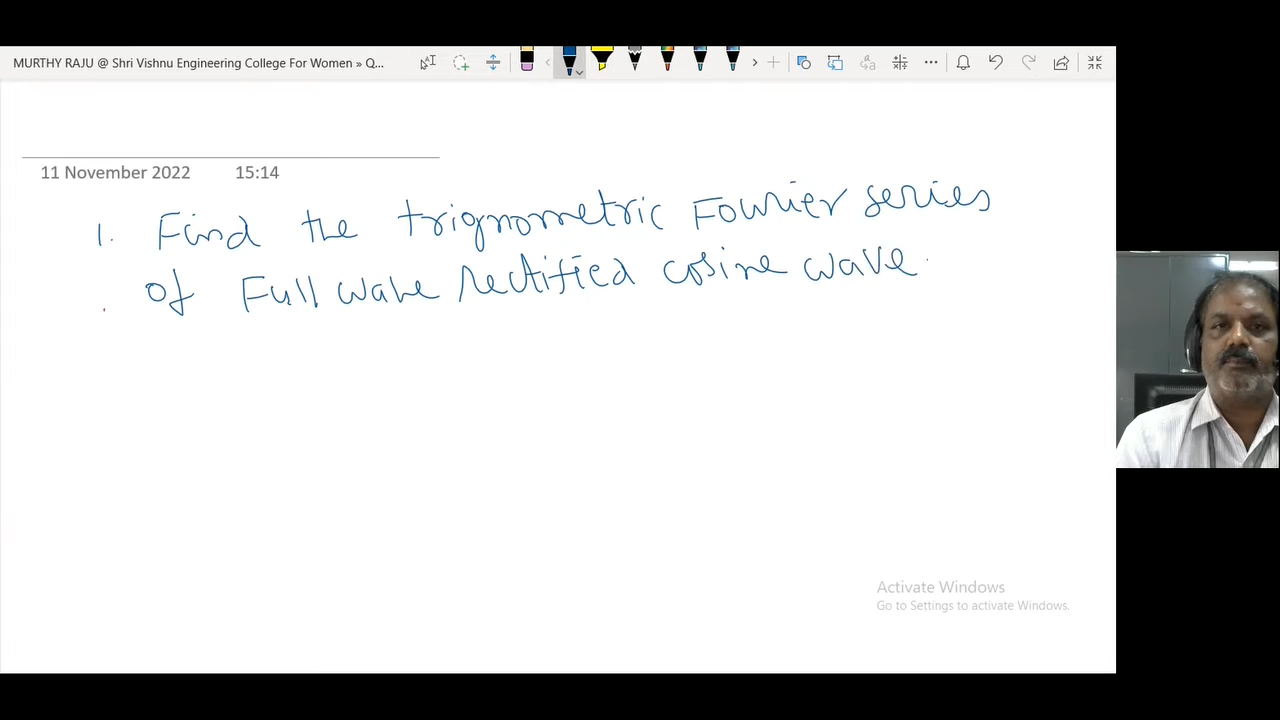 MURTHY RAJU @ Shri Vishnu Engineering College For Women » Q...
11 November 2022 15:14
1. Find the trignometric Fourier series
of Full wave rectified cosine wave.
Activate Windows
Go to Settings to activate Windows.